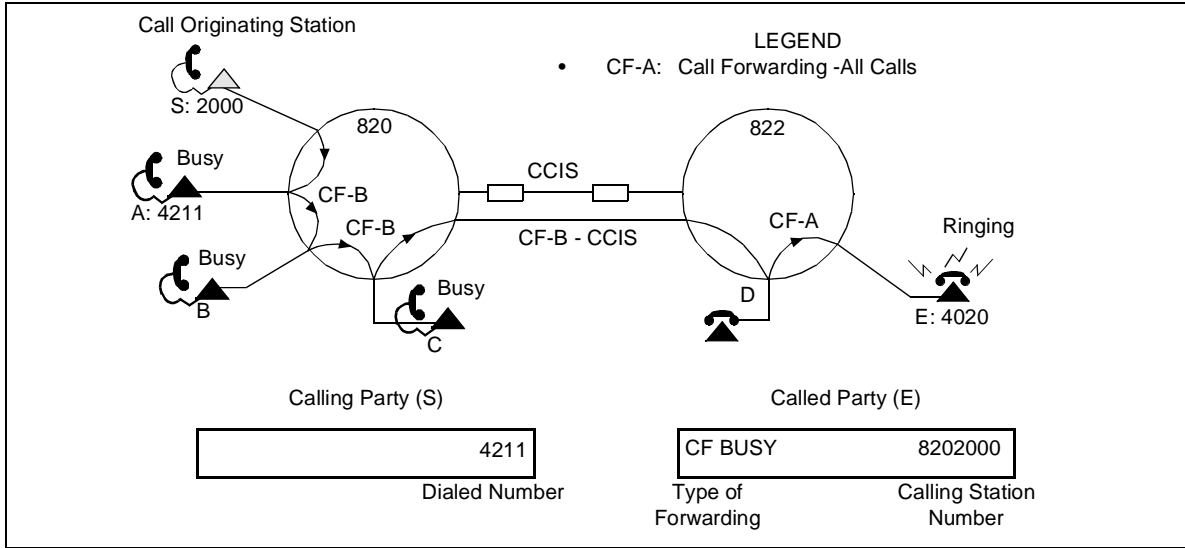 Call Originating Station
LEGEND
• CF-A: Call Forwarding -All Calls
S: 2000
820
822
Busy
CCIS
A: 4211
CF-B
CF-B
CF-B - CCIS
CF-A
Ringing
Busy
B
Busy
C
D
E: 4020
Calling Party (S)
Called Party (E)
4211
CF BUSY 8202000
Dialed Number
Type of
Forwarding
Calling Station
Number